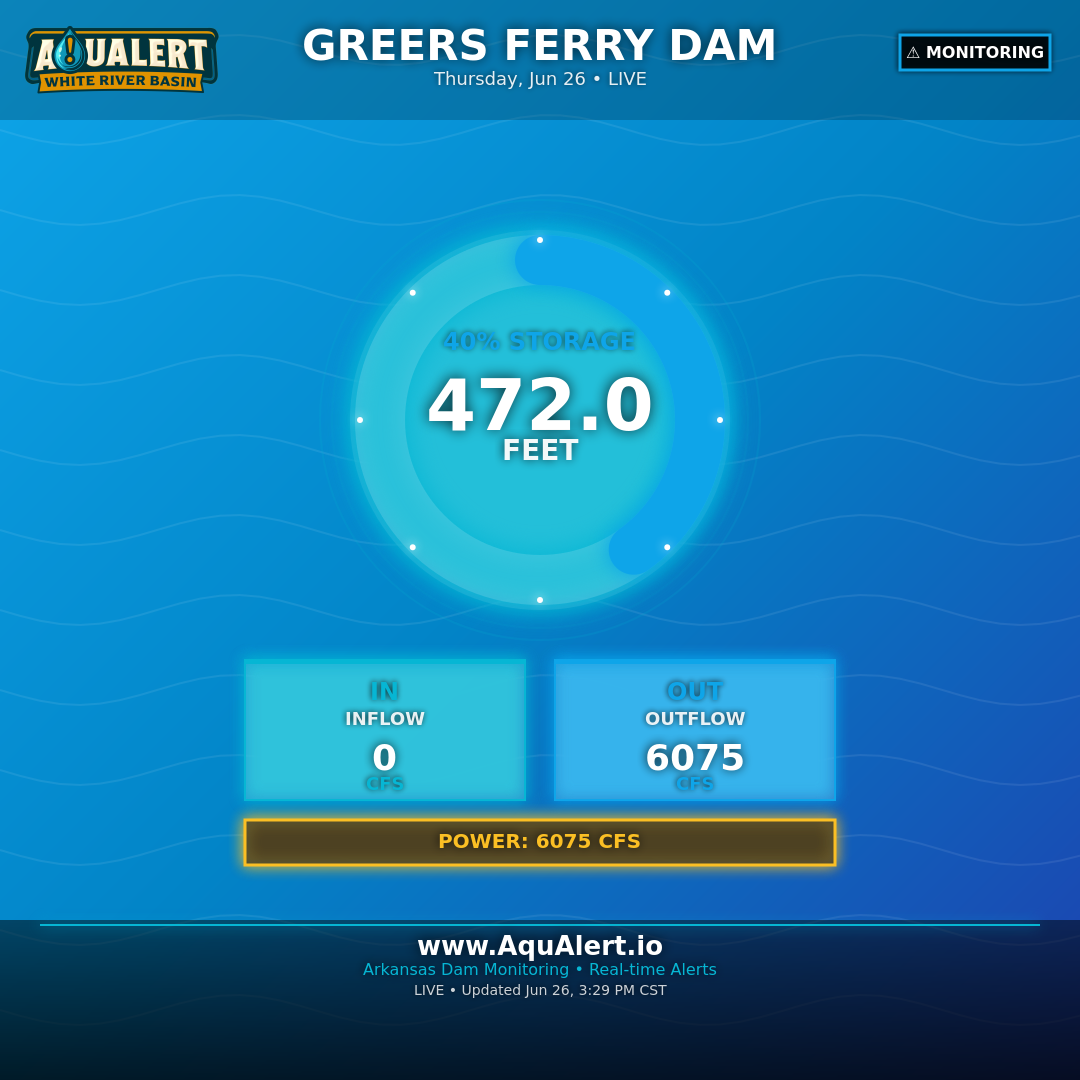 AQUALERT
WHITE RIVER BASIN
GREERS FERRY DAM
Thursday, Jun 26 • LIVE
⚠ MONITORING
40% STORAGE
472.0
FEET
IN
INFLOW
0
CFS
OUT
OUTFLOW
6075
CFS
POWER: 6075 CFS
www.AquAlert.io
Arkansas Dam Monitoring • Real-time Alerts
LIVE • Updated Jun 26, 3:29 PM CST